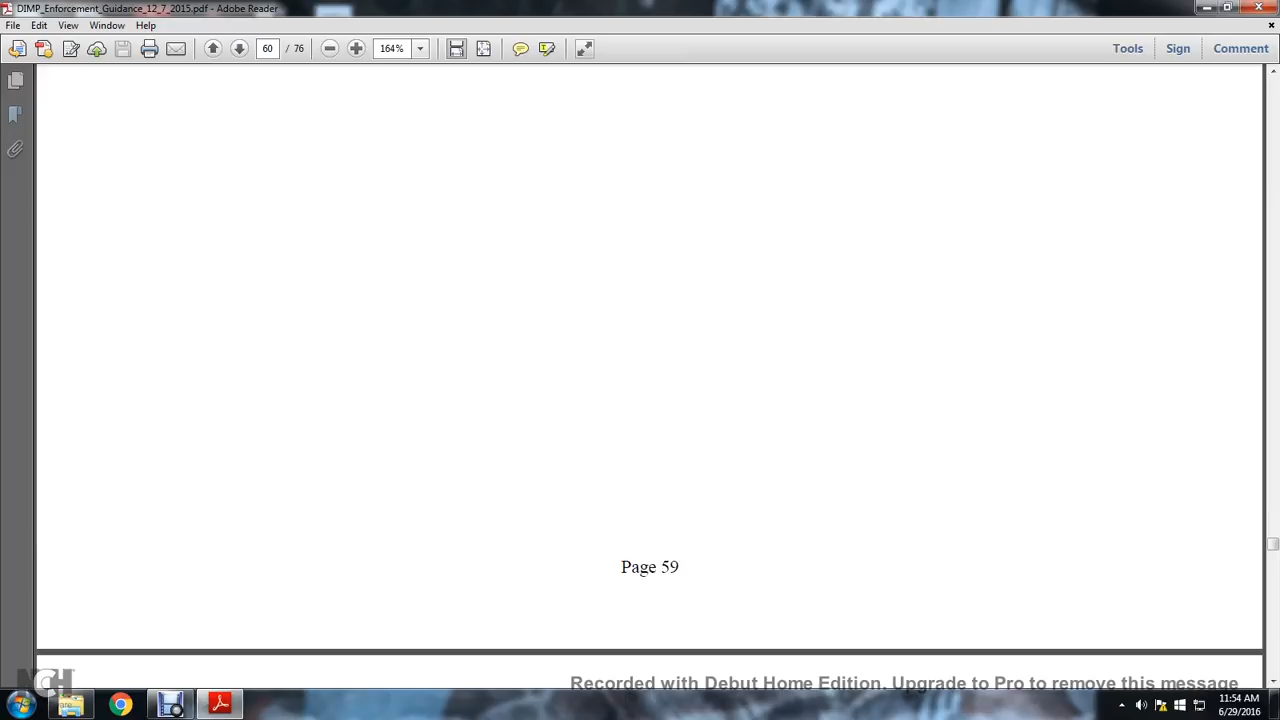 DIMP_Enforcement_Guidance_12_7_2015.pdf - Adobe Reader
File Edit View Window Help
60 / 76 164% Tools Sign Comment
Page 59
NCH
Recorded with Debut Home Edition. Upgrade to Pro to remove this message
11:54 AM
6/29/2016